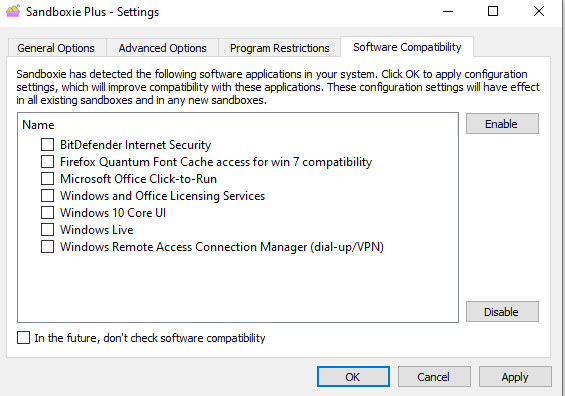 Sandboxie Plus - Settings
General Options
Advanced Options
Program Restrictions
Software Compatibility
Sandboxie has detected the following software applications in your system. Click OK to apply configuration
settings, which will improve compatibility with these applications. These configuration settings will have effect
in all existing sandboxes and in any new sandboxes.
Name
Enable
BitDefender Internet Security
Firefox Quantum Font Cache access for win 7 compatibility
Microsoft Office Click-to-Run
Windows and Office Licensing Services
Windows 10 Core UI
Windows Live
Windows Remote Access Connection Manager (dial-up/VPN)
Disable
In the future, don't check software compatibility
OK
Cancel
Apply